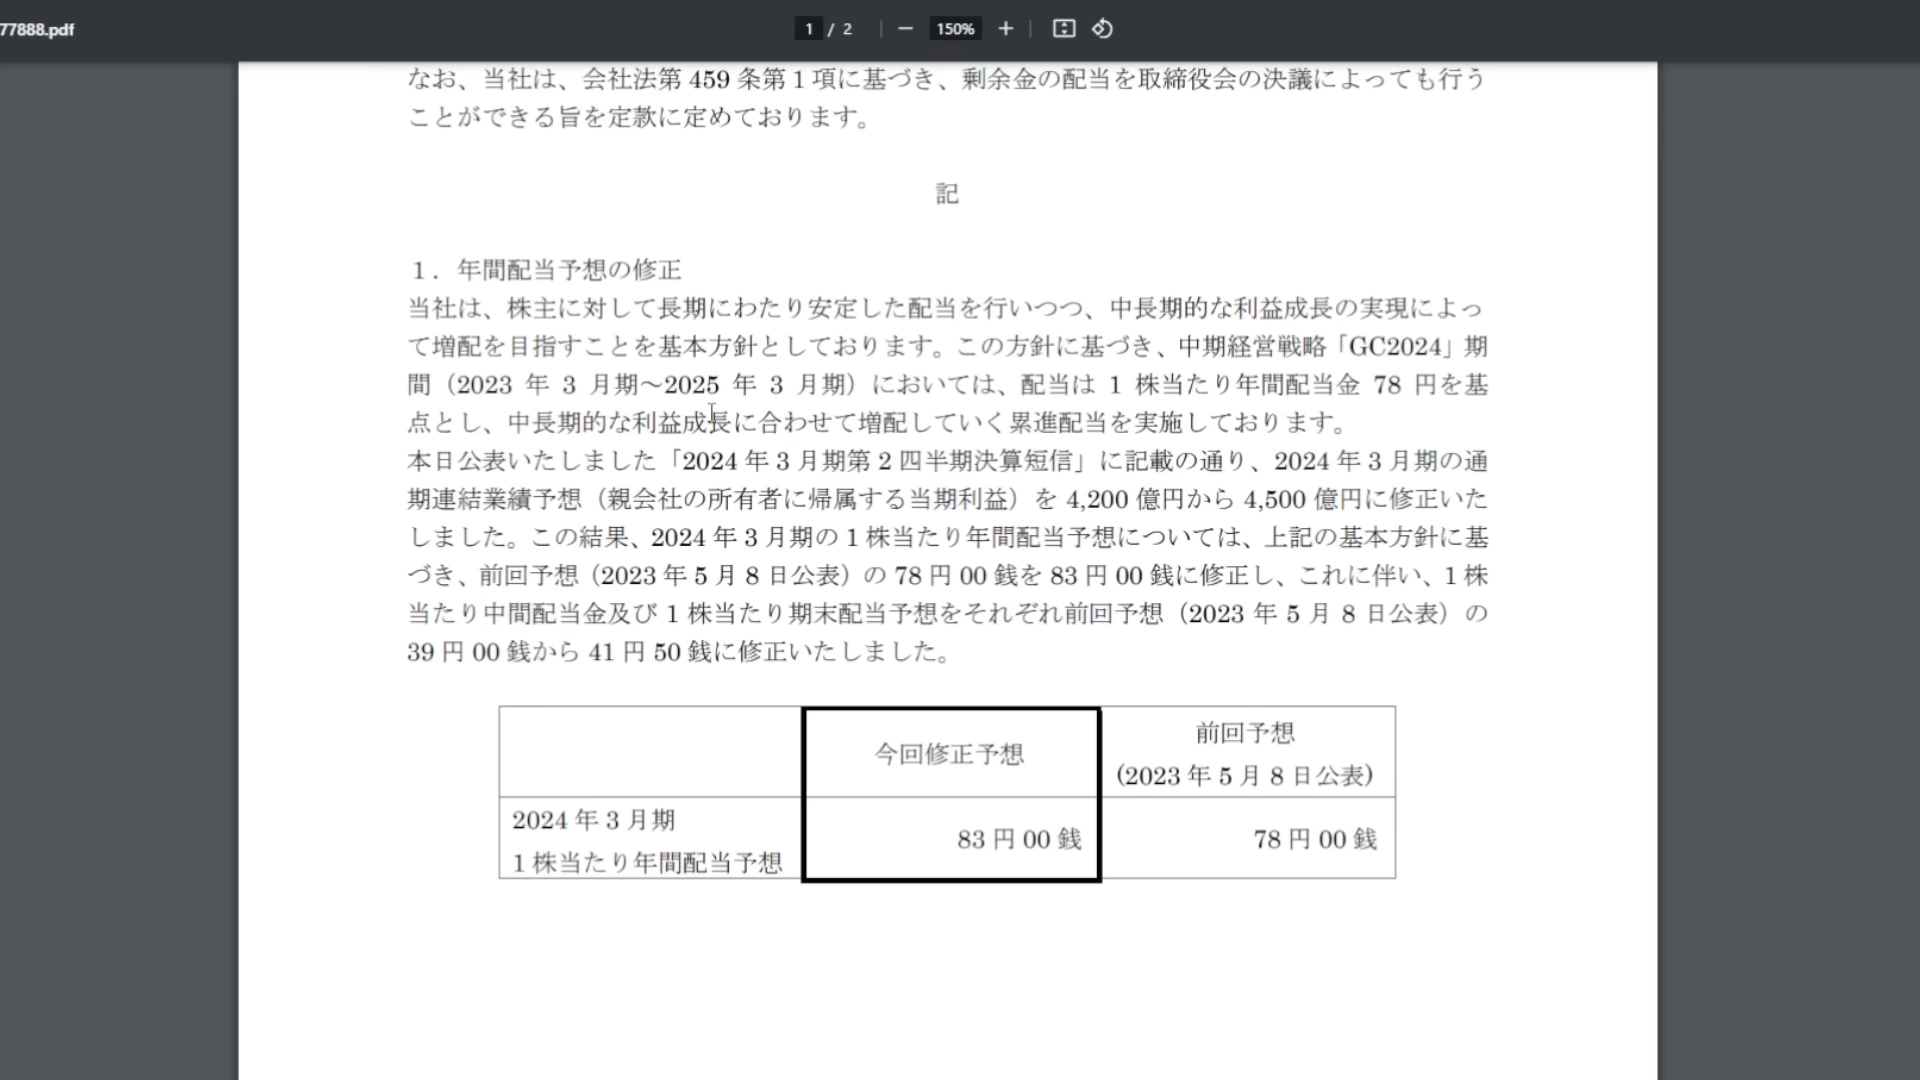 77888.pdf
1 / 2
150%
なお、当社は、会社法第 459 条第 1 項に基づき、剰余金の配当を取締役会の決議によっても行う
ことができる旨を定款に定めております。
記
１．年間配当予想の修正
当社は、株主に対して長期にわたり安定した配当を行いつつ、中長期的な利益成長の実現によっ
て増配を目指すことを基本方針としております。この方針に基づき、中期経営戦略「GC2024」期
間（2023 年 3 月期～2025 年 3 月期）においては、配当は 1 株当たり年間配当金 78 円を基
点とし、中長期的な利益成長に合わせて増配していく累進配当を実施しております。
本日公表いたしました「2024 年 3 月期第 2 四半期決算短信」に記載の通り、2024 年 3 月期の通
期連結業績予想（親会社の所有者に帰属する当期利益）を 4,200 億円から 4,500 億円に修正いた
しました。この結果、2024 年 3 月期の 1 株当たり年間配当予想については、上記の基本方針に基
づき、前回予想（2023 年 5 月 8 日公表）の 78 円 00 銭を 83 円 00 銭に修正し、これに伴い、1 株
当たり中間配当金及び 1 株当たり期末配当予想をそれぞれ前回予想（2023 年 5 月 8 日公表）の
39 円 00 銭から 41 円 50 銭に修正いたしました。
今回修正予想
前回予想
(2023 年 5 月 8 日公表)
2024 年 3 月期
1 株当たり年間配当予想
83 円 00 銭
78 円 00 銭